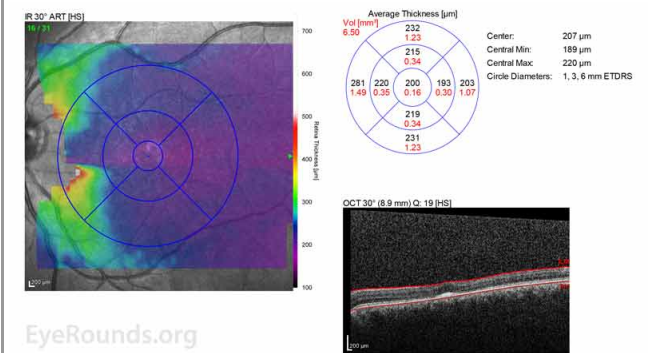 IR 30° ART [HS]
16 / 31
700
600
500
400
300
200
100
Retina Thickness [µm]
200 µm
Average Thickness [µm]
Vol [mm³]
6.50
232
1.23
215
0.34
281 220 200 193 203
1.49 0.35 0.16 0.30 1.07
219
0.34
231
1.23
Center: 207 µm
Central Min: 189 µm
Central Max: 220 µm
Circle Diameters: 1, 3, 6 mm ETDRS
OCT 30° (8.9 mm) Q: 19 [HS]
200 µm
EyeRounds.org